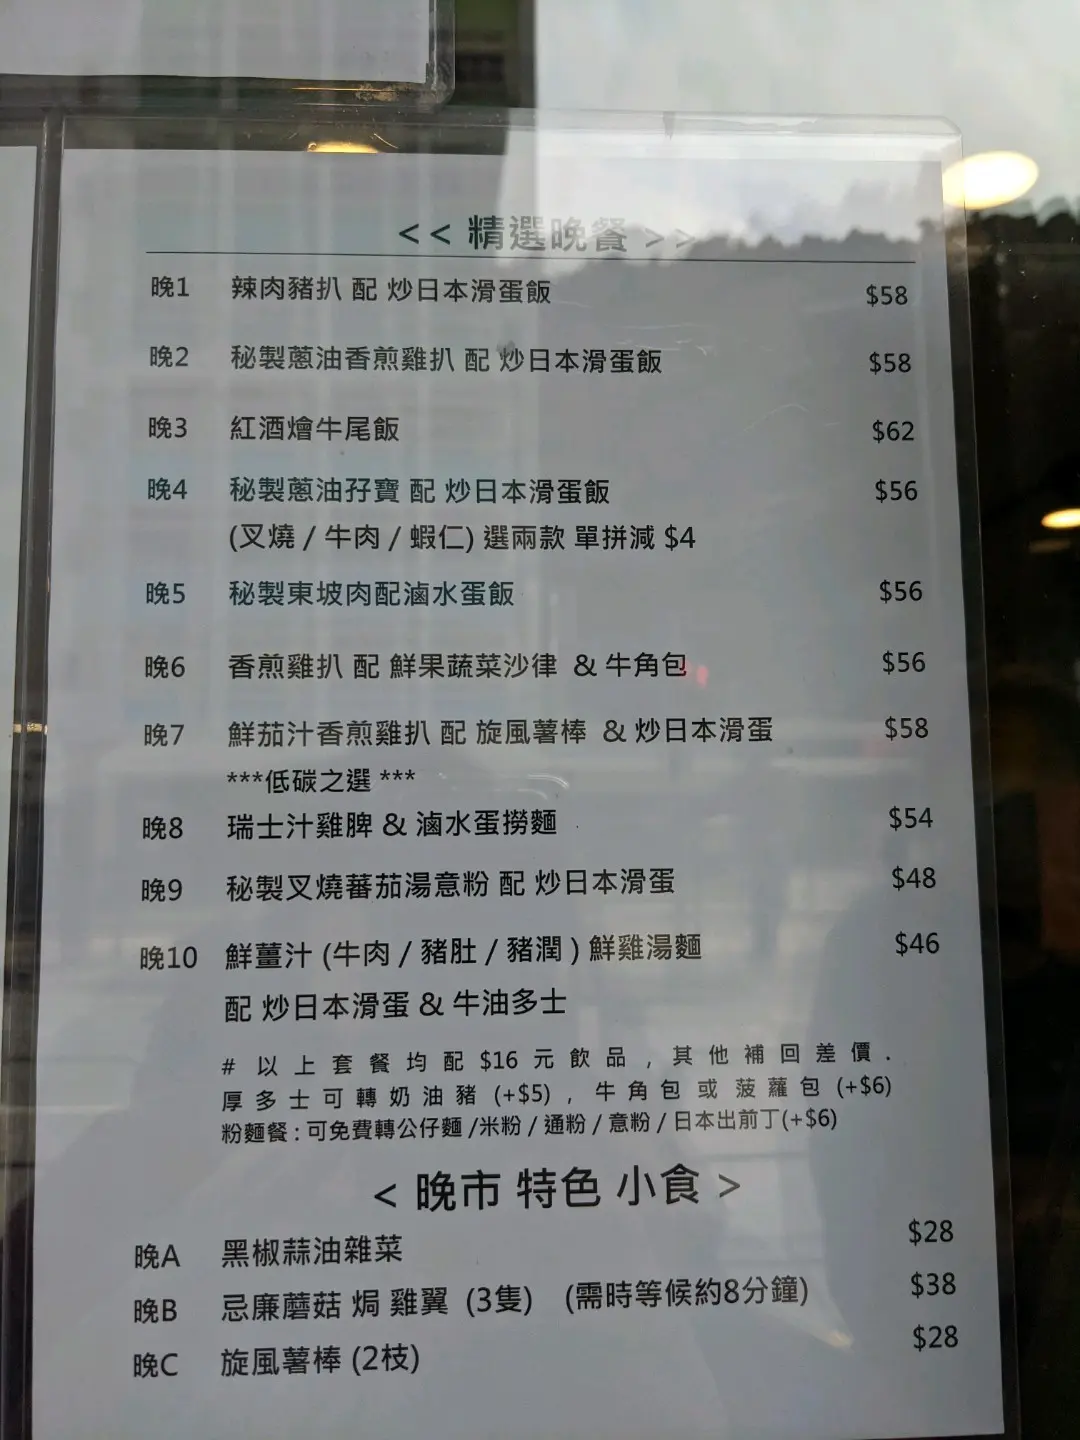 << 精選晚餐 >>
晚1 辣肉豬扒 配 炒日本滑蛋飯 $58
晚2 秘製蔥油香煎雞扒 配 炒日本滑蛋飯 $58
晚3 紅酒燴牛尾飯 $62
晚4 秘製蔥油孖寶 配 炒日本滑蛋飯 $56
(叉燒 / 牛肉 / 蝦仁) 選兩款 單拼減 $4
晚5 秘製東坡肉配滷水蛋飯 $56
晚6 香煎雞扒 配 鮮果蔬菜沙律 & 牛角包 $56
晚7 鮮茄汁香煎雞扒 配 旋風薯棒 & 炒日本滑蛋 $58
***低碳之選 ***
晚8 瑞士汁雞脾 & 滷水蛋撈麵 $54
晚9 秘製叉燒蕃茄湯意粉 配 炒日本滑蛋 $48
晚10 鮮薑汁 (牛肉 / 豬肚 / 豬潤 ) 鮮雞湯麵 $46
配 炒日本滑蛋 & 牛油多士
# 以上套餐均配 $16 元飲品 , 其他補回差價 .
厚多士可轉奶油豬 (+$5) , 牛角包或 菠蘿包 (+$6)
粉麵餐 : 可免費轉公仔麵 /米粉 / 通粉 / 意粉 / 日本出前丁(+$6)
< 晚市 特色 小食 >
晚A 黑椒蒜油雜菜 $28
晚B 忌廉蘑菇 焗 雞翼 (3隻) (需時等候約8分鐘) $38
晚C 旋風薯棒 (2枝) $28